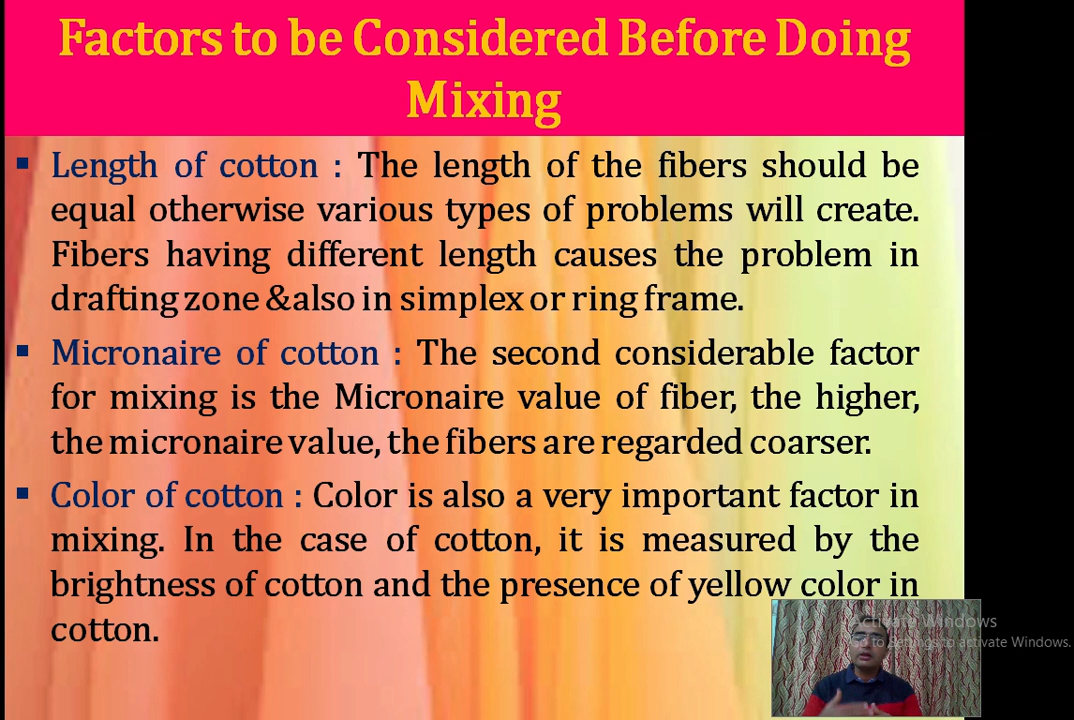 Factors to be Considered Before Doing
Mixing
▪ Length of cotton : The length of the fibers should be
equal otherwise various types of problems will create.
Fibers having different length causes the problem in
drafting zone &also in simplex or ring frame.
▪ Micronaire of cotton : The second considerable factor
for mixing is the Micronaire value of fiber, the higher,
the micronaire value, the fibers are regarded coarser.
▪ Color of cotton : Color is also a very important factor in
mixing. In the case of cotton, it is measured by the
brightness of cotton and the presence of yellow color in
cotton.
Activate Windows
to Settings to activate Windows.